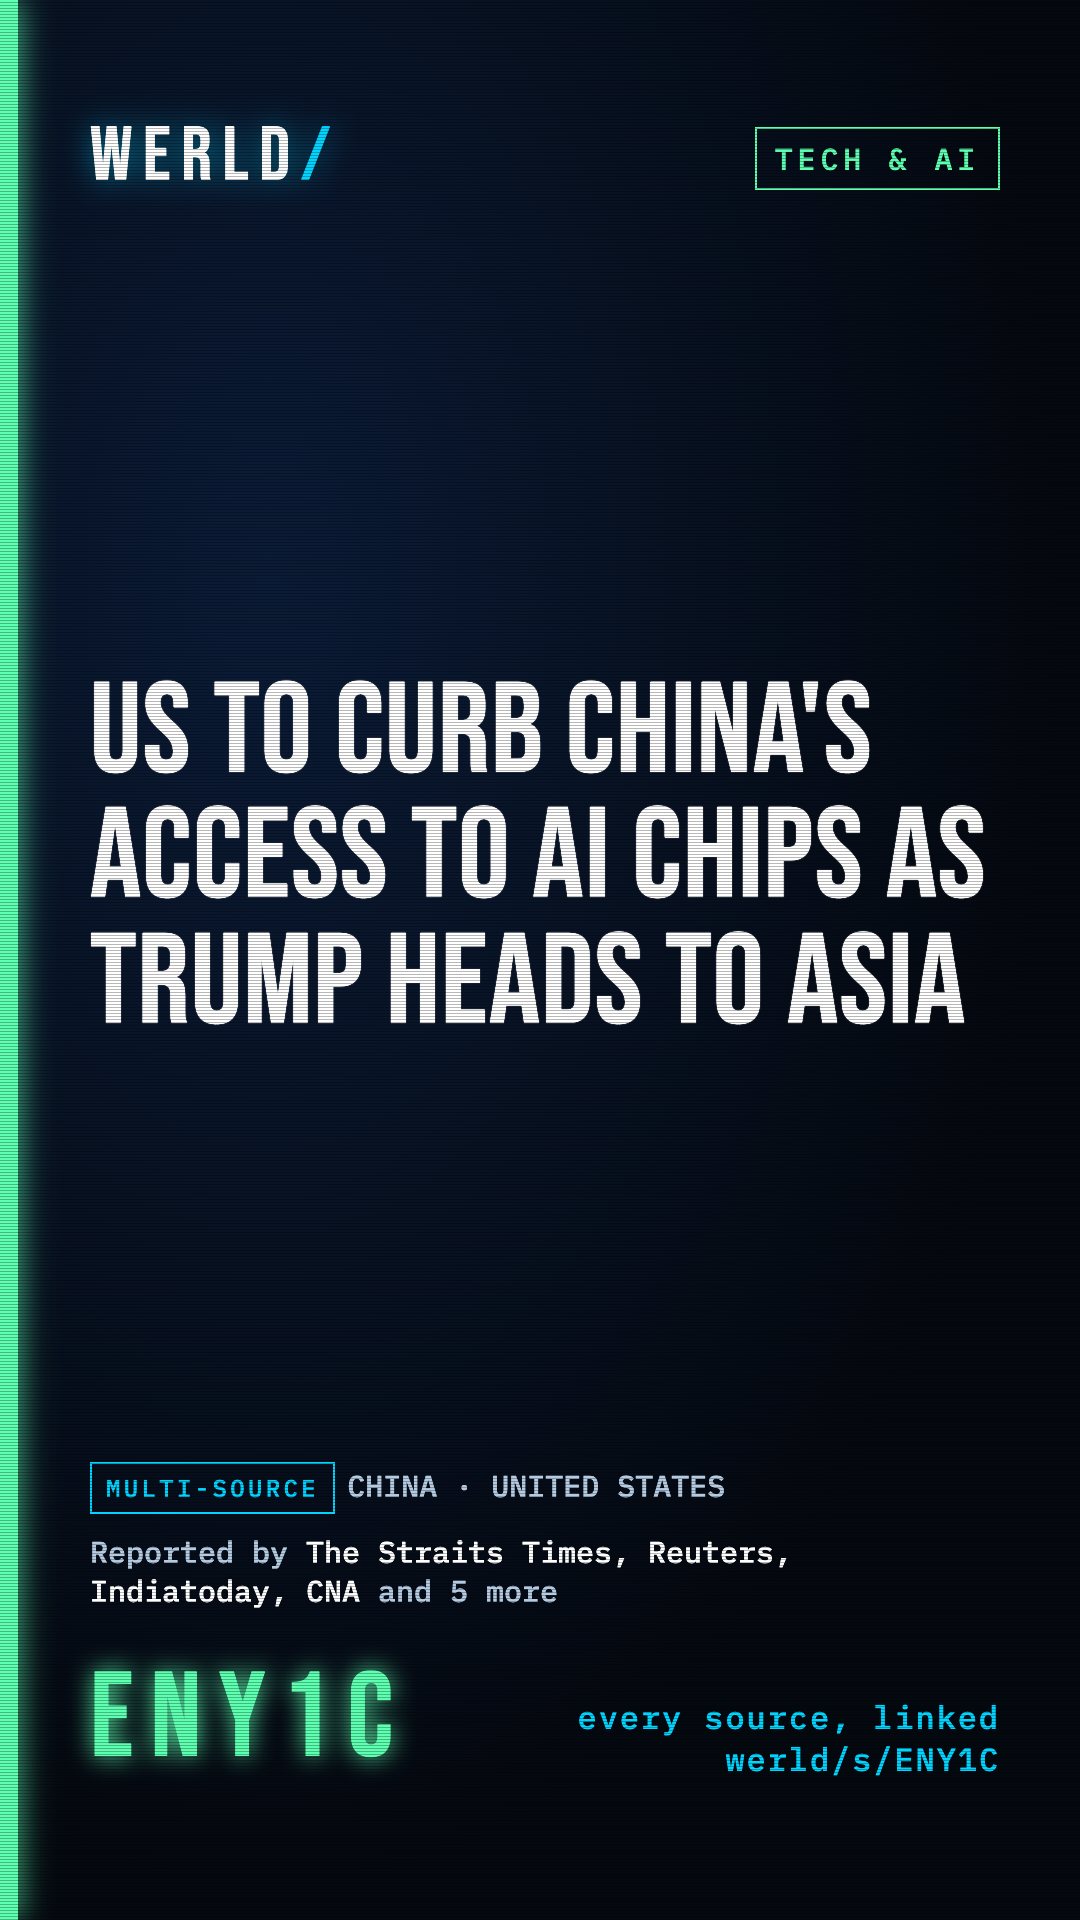 WERLD/
TECH & AI
US TO CURB CHINA'S
ACCESS TO AI CHIPS AS
TRUMP HEADS TO ASIA
MULTI-SOURCE CHINA · UNITED STATES
Reported by The Straits Times, Reuters,
Indiatoday, CNA and 5 more
ENY1C
every source, linked
werld/s/ENY1C